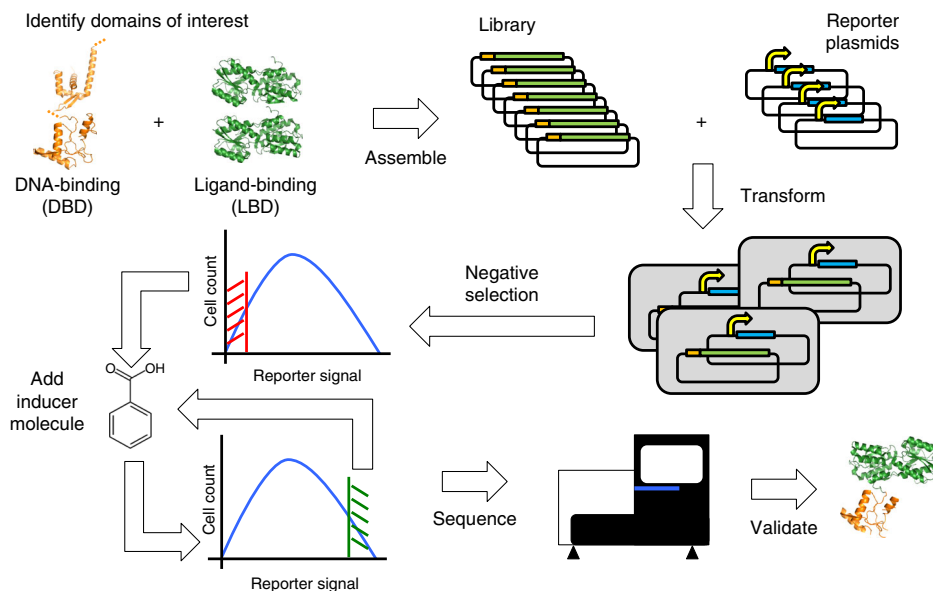 Identify domains of interest
+
DNA-binding
(DBD)
Ligand-binding
(LBD)
Assemble
Library
+
Reporter
plasmids
Transform
Negative
selection
Cell count
Reporter signal
Add
inducer
molecule
O
OH
Cell count
Reporter signal
Sequence
Validate